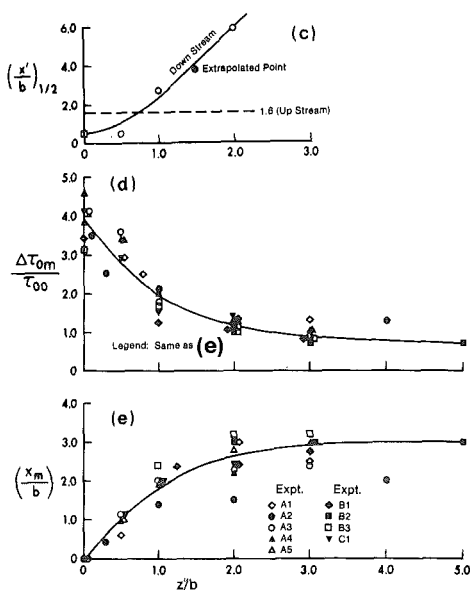 (c)
6.0
4.0
2.0
0
(x'/b)1/2
Down Stream
Extrapolated Point
1.6 (Up Stream)
0 1.0 2.0 3.0
(d)
5.0
4.0
3.0
2.0
1.0
0
Δτ0m/τ00
Legend: Same as (e)
(e)
4.0
3.0
2.0
1.0
0
(xm/b)
Expt. Expt.
A1 B1
A2 B2
A3 B3
A4 C1
A5
0 1.0 2.0 3.0 4.0 5.0
z'/b